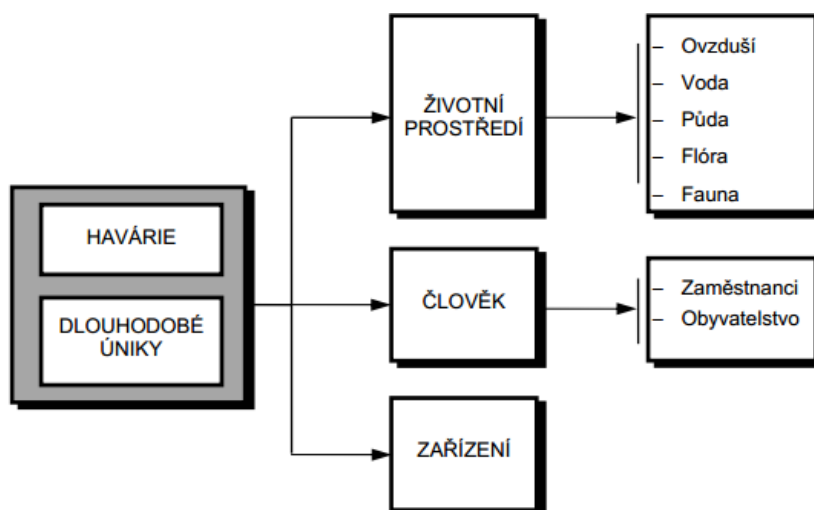 HAVÁRIE
DLOUHODOBÉ
ÚNIKY
ŽIVOTNÍ
PROSTŘEDÍ
– Ovzduší
– Voda
– Půda
– Flóra
– Fauna
ČLOVĚK
– Zaměstnanci
– Obyvatelstvo
ZAŘÍZENÍ